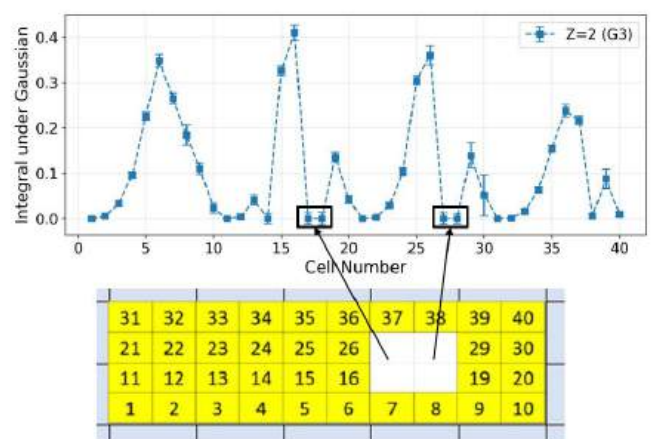 Integral under Gaussian
0.4
0.3
0.2
0.1
0.0
Z=2 (G3)
0 5 10 15 20 25 30 35 40
Cell Number
31 32 33 34 35 36 37 38 39 40
21 22 23 24 25 26 29 30
11 12 13 14 15 16 19 20
1 2 3 4 5 6 7 8 9 10